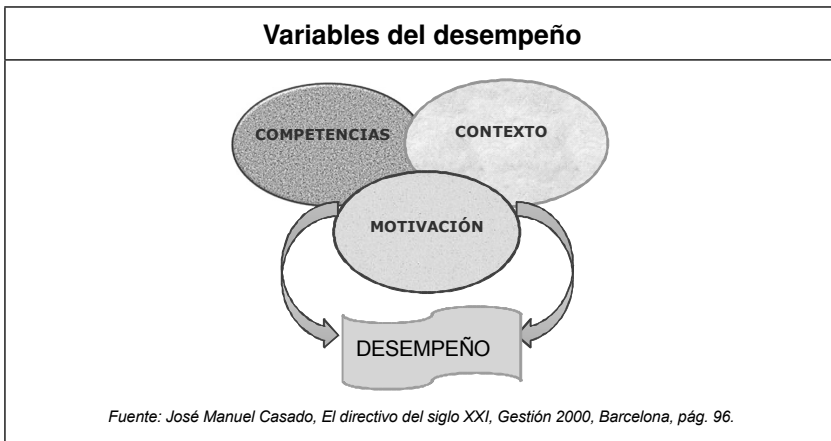 Variables del desempeño
COMPETENCIAS
CONTEXTO
MOTIVACIÓN
DESEMPEÑO
Fuente: José Manuel Casado, El directivo del siglo XXI, Gestión 2000, Barcelona, pág. 96.